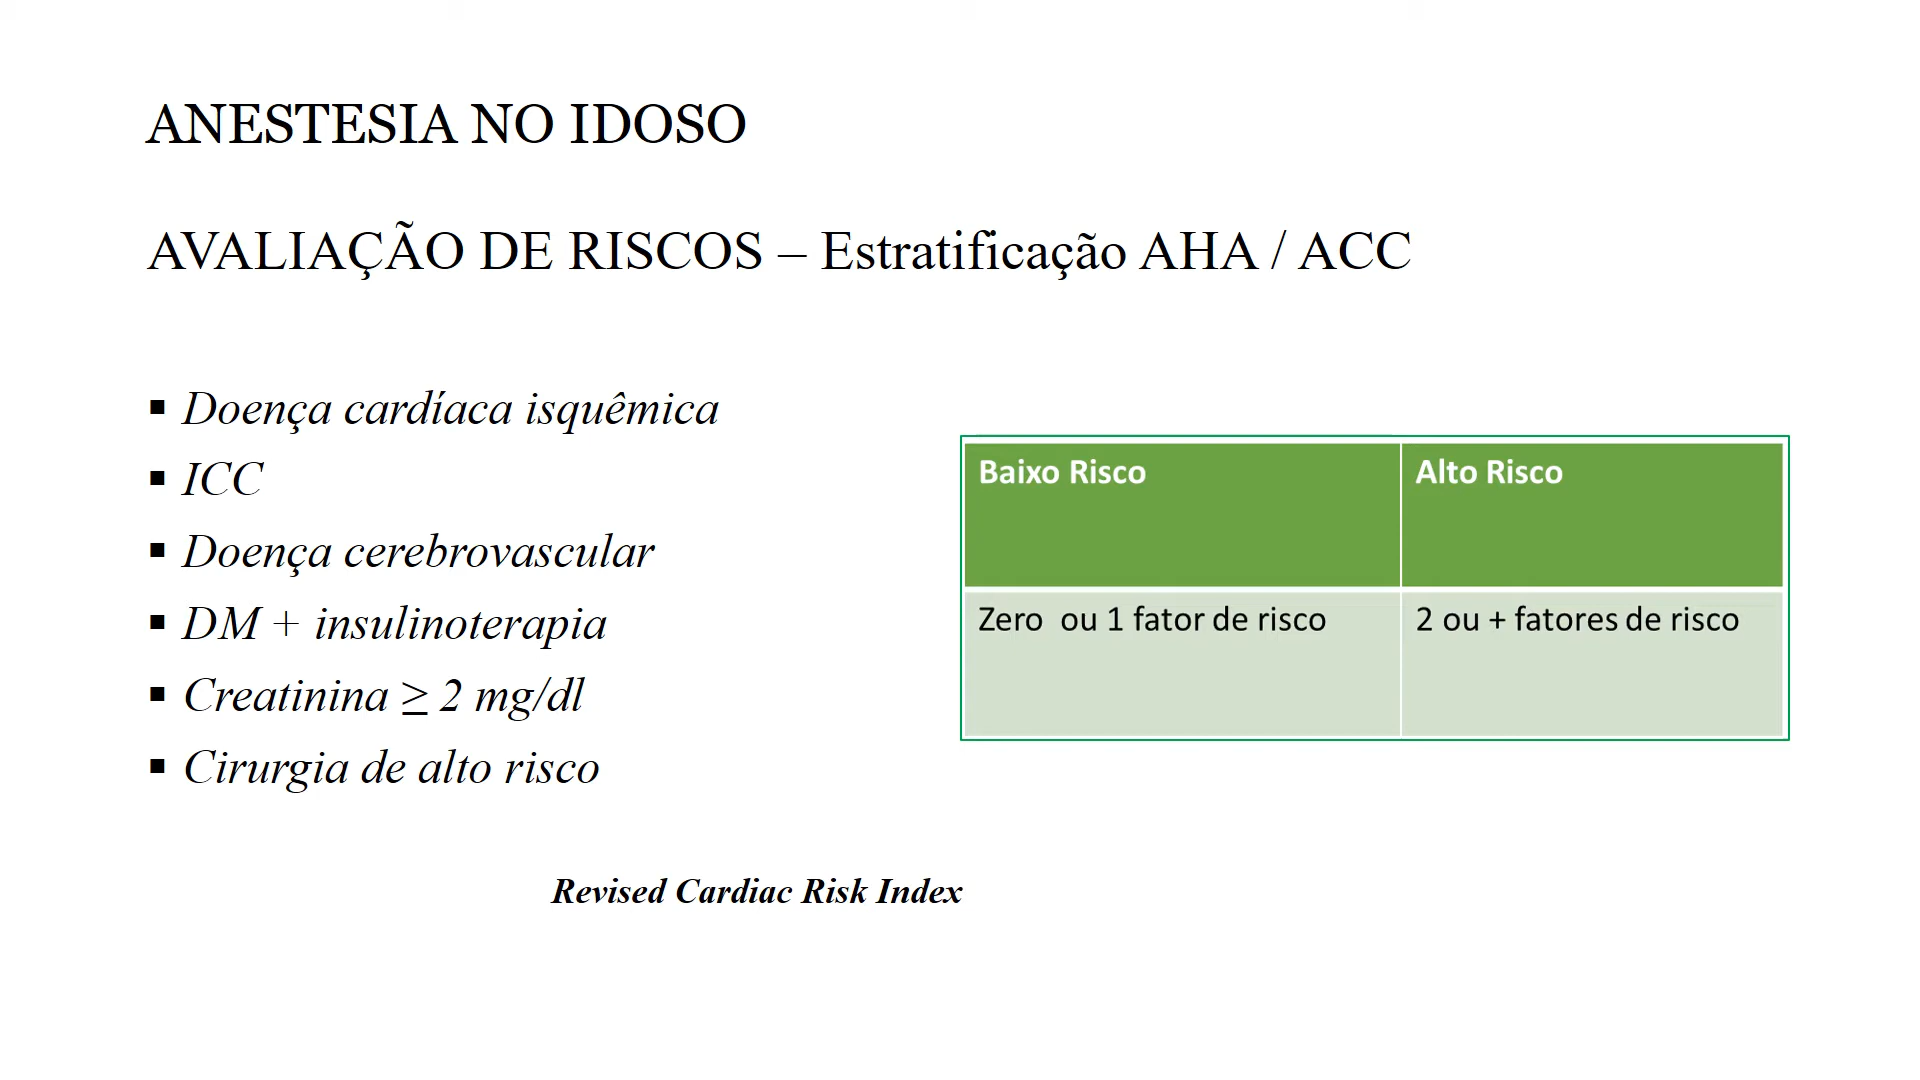 ANESTESIA NO IDOSO
AVALIAÇÃO DE RISCOS – Estratificação AHA / ACC
▪ Doença cardíaca isquêmica
▪ ICC
▪ Doença cerebrovascular
▪ DM + insulinoterapia
▪ Creatinina ≥ 2 mg/dl
▪ Cirurgia de alto risco
Baixo Risco
Alto Risco
Zero ou 1 fator de risco
2 ou + fatores de risco
Revised Cardiac Risk Index